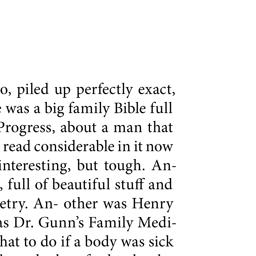 o, piled up perfectly exact,
was a big family Bible full
Progress, about a man that
read considerable in it now
interesting, but tough. An-
, full of beautiful stuff and
etry. An- other was Henry
as Dr. Gunn’s Family Medi-
hat to do if a body was sick